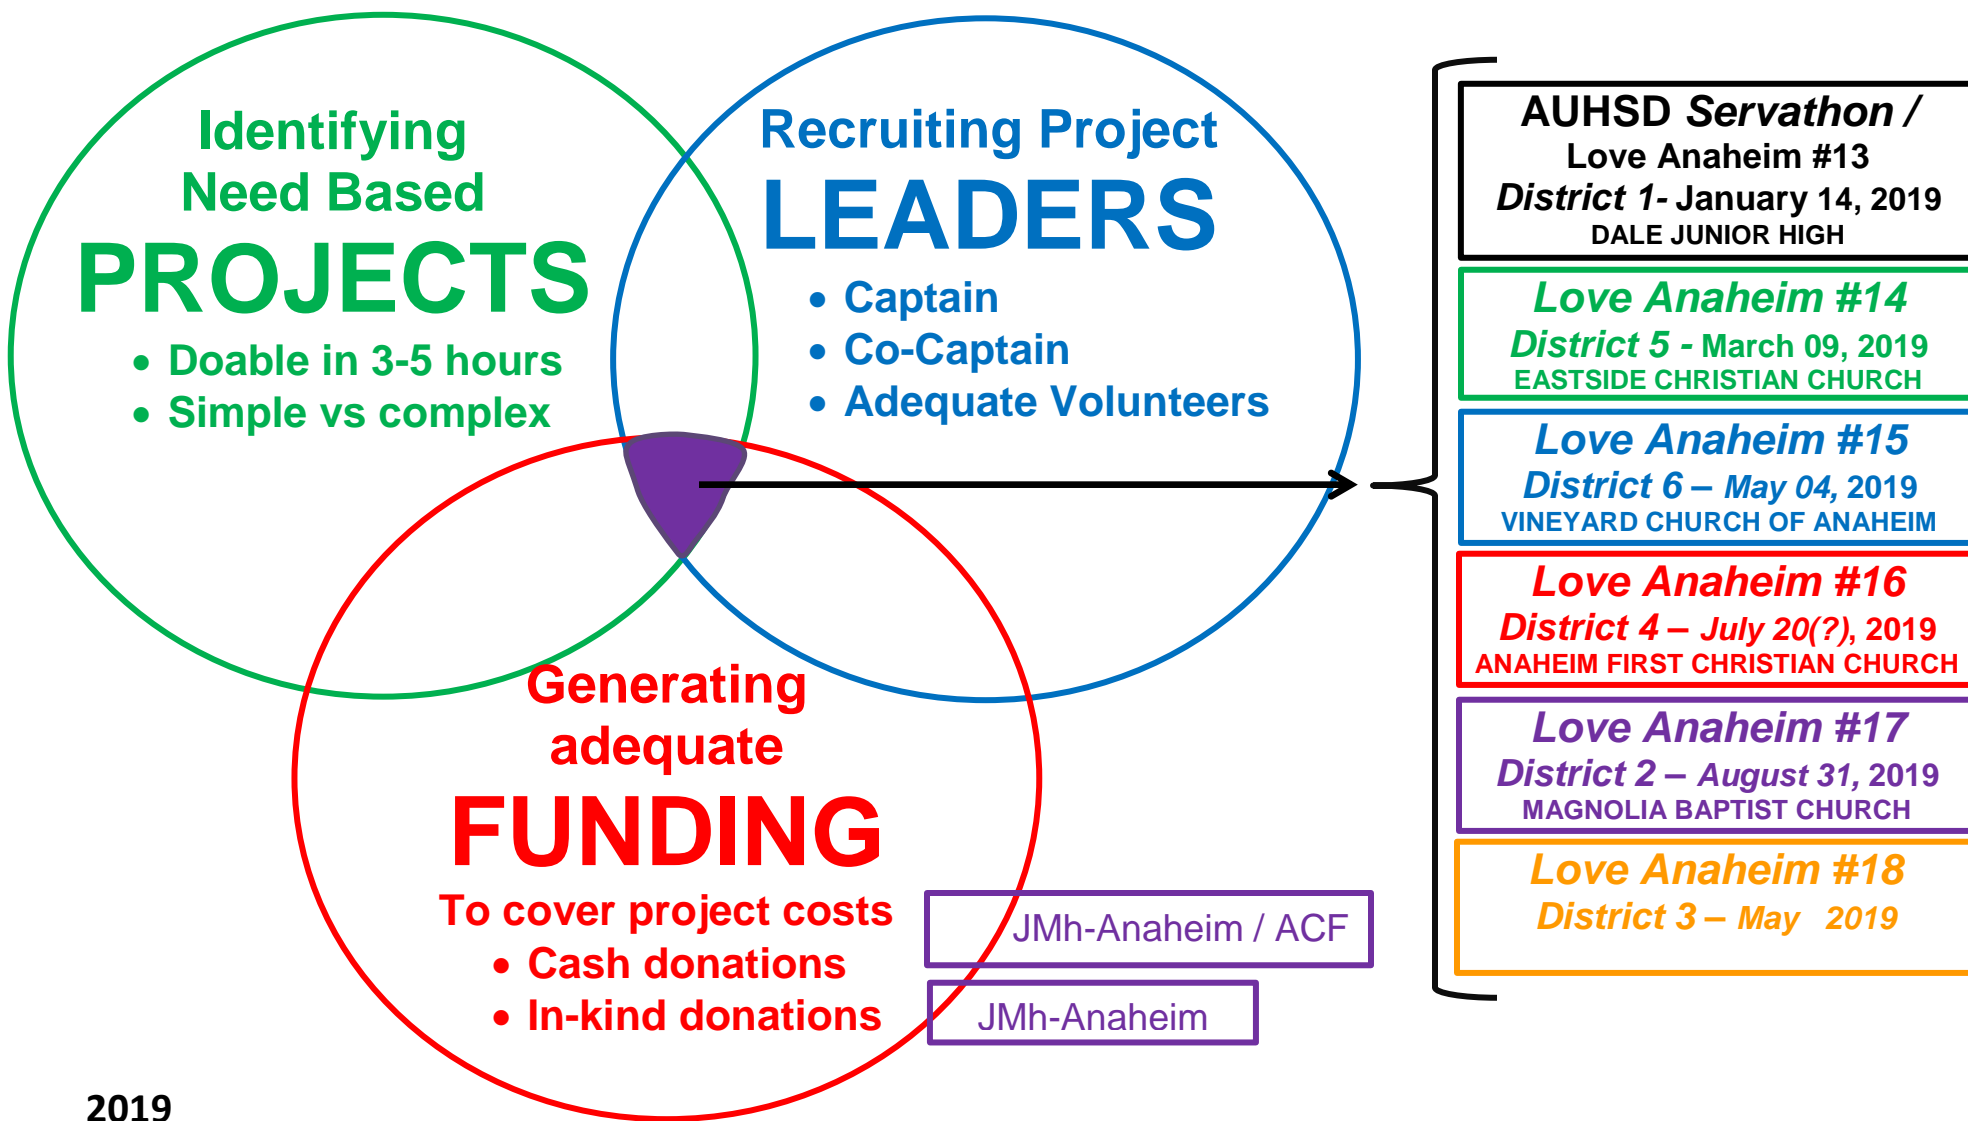 Identifying
Need Based
PROJECTS
• Doable in 3-5 hours
• Simple vs complex
Recruiting Project
LEADERS
• Captain
• Co-Captain
• Adequate Volunteers
Generating
adequate
FUNDING
To cover project costs
• Cash donations
• In-kind donations
JMh-Anaheim / ACF
JMh-Anaheim
AUHSD Servathon /
Love Anaheim #13
District 1- January 14, 2019
DALE JUNIOR HIGH
Love Anaheim #14
District 5 - March 09, 2019
EASTSIDE CHRISTIAN CHURCH
Love Anaheim #15
District 6 – May 04, 2019
VINEYARD CHURCH OF ANAHEIM
Love Anaheim #16
District 4 – July 20(?), 2019
ANAHEIM FIRST CHRISTIAN CHURCH
Love Anaheim #17
District 2 – August 31, 2019
MAGNOLIA BAPTIST CHURCH
Love Anaheim #18
District 3 – May 2019
2019